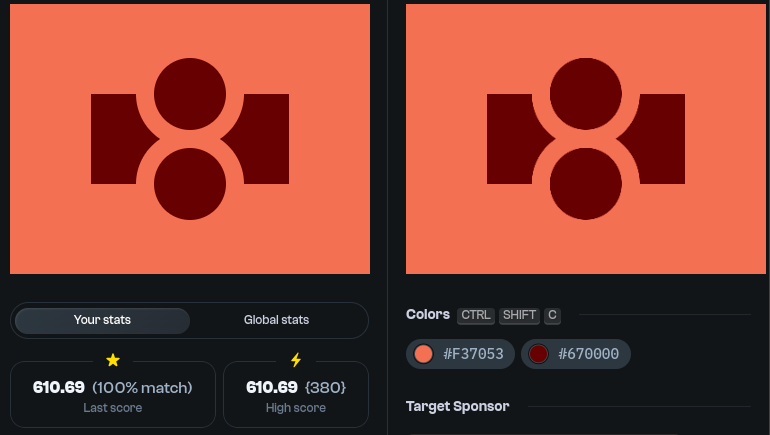 Your stats
Global stats
610.69 (100% match)
Last score
610.69 {380}
High score
Colors CTRL SHIFT C
#F37053
#670000
Target Sponsor